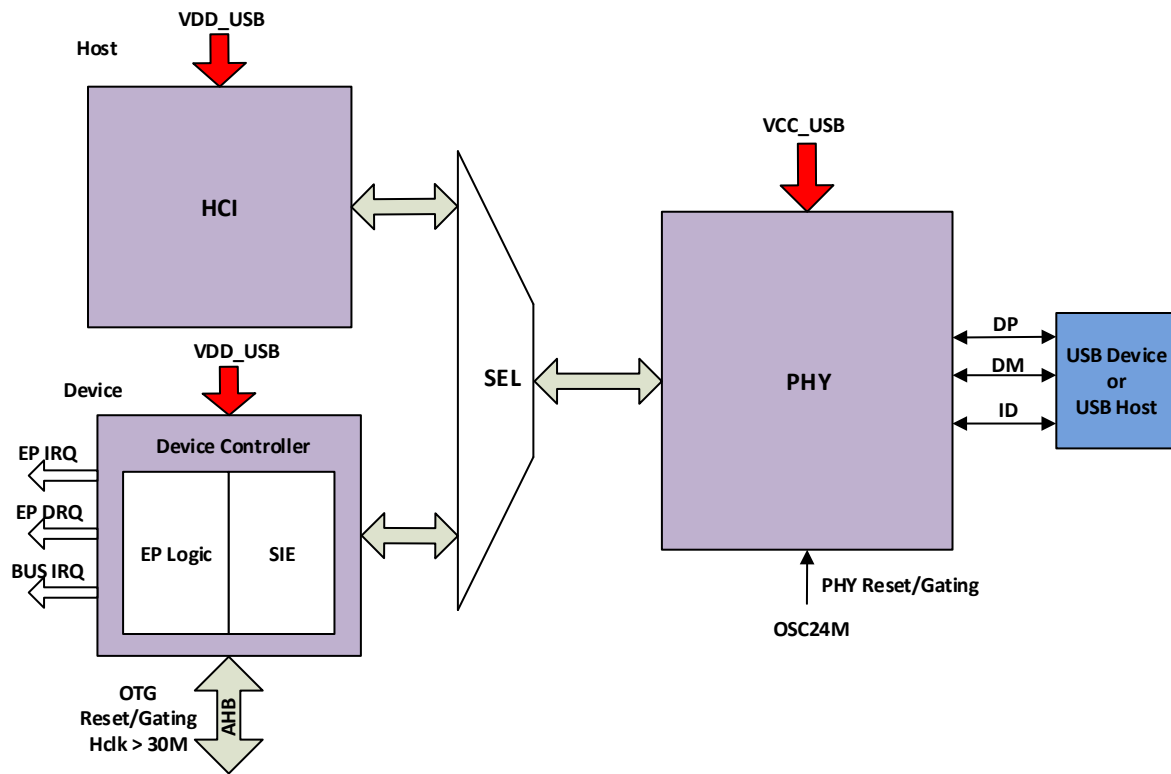 VDD_USB
Host
HCI
VCC_USB
PHY
SEL
DP
DM
ID
USB Device
or
USB Host
VDD_USB
Device
Device Controller
EP IRQ
EP DRQ
BUS IRQ
EP Logic
SIE
PHY Reset/Gating
OSC24M
OTG
Reset/Gating
Hclk > 30M
AHB